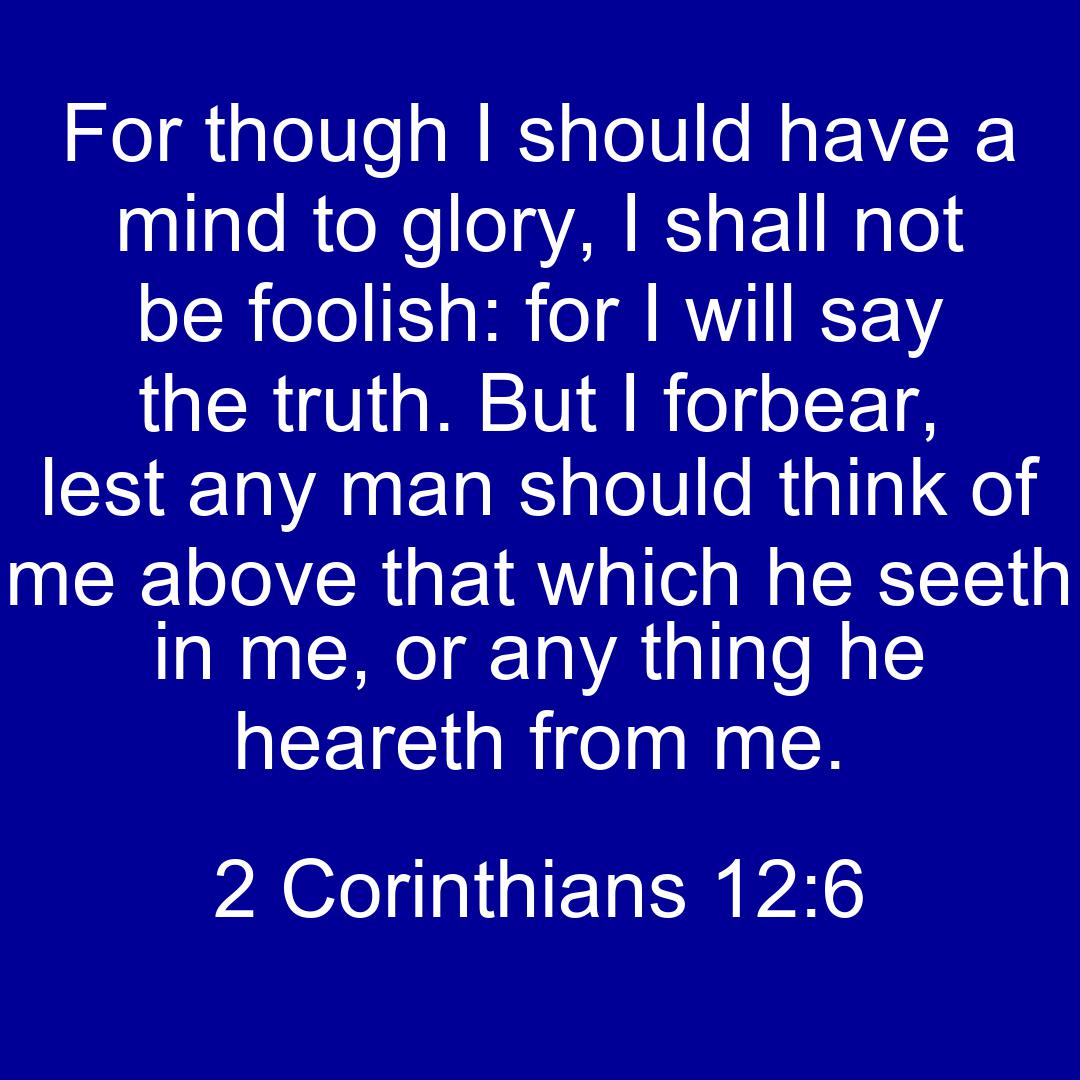 For though I should have a
mind to glory, I shall not
be foolish: for I will say
the truth. But I forbear,
lest any man should think of
me above that which he seeth
in me, or any thing he
heareth from me.
2 Corinthians 12:6